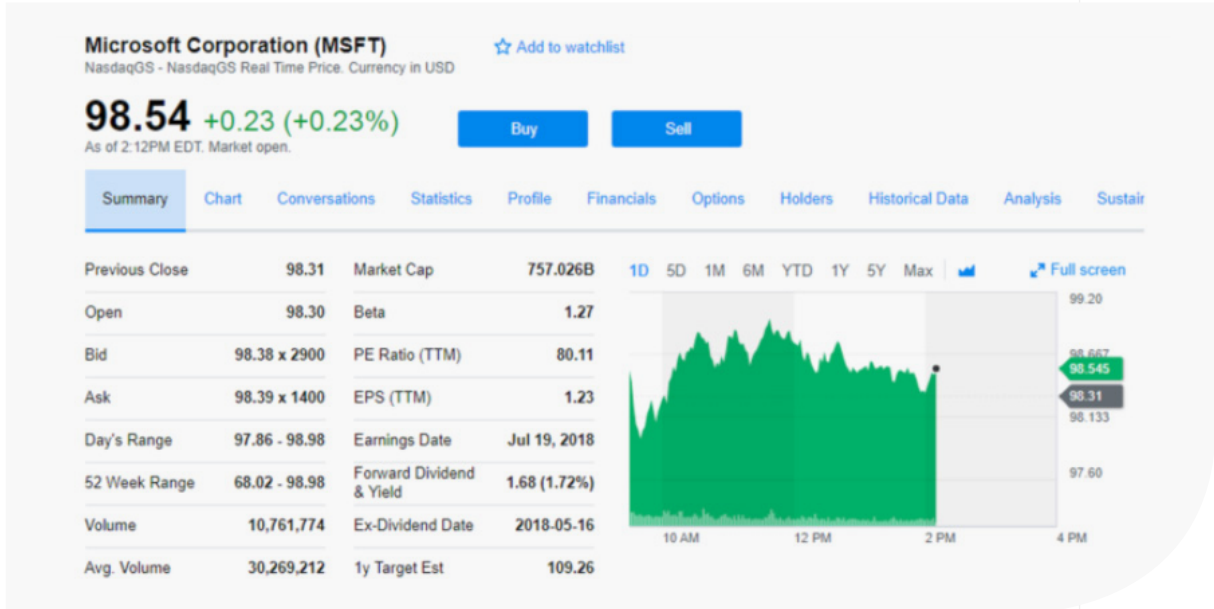 Microsoft Corporation (MSFT)
Add to watchlist
NasdaqGS - NasdaqGS Real Time Price. Currency in USD
98.54 +0.23 (+0.23%)
Buy
Sell
As of 2:12PM EDT. Market open.
Summary Chart Conversations Statistics Profile Financials Options Holders Historical Data Analysis Sustair
Previous Close 98.31
Open 98.30
Bid 98.38 x 2900
Ask 98.39 x 1400
Day's Range 97.86 - 98.98
52 Week Range 68.02 - 98.98
Volume 10,761,774
Avg. Volume 30,269,212
Market Cap 757.026B
Beta 1.27
PE Ratio (TTM) 80.11
EPS (TTM) 1.23
Earnings Date Jul 19, 2018
Forward Dividend
& Yield 1.68 (1.72%)
Ex-Dividend Date 2018-05-16
1y Target Est 109.26
1D 5D 1M 6M YTD 1Y 5Y Max
Full screen
99.20
98.667
98.545
98.31
98.133
97.60
10 AM 12 PM 2 PM 4 PM